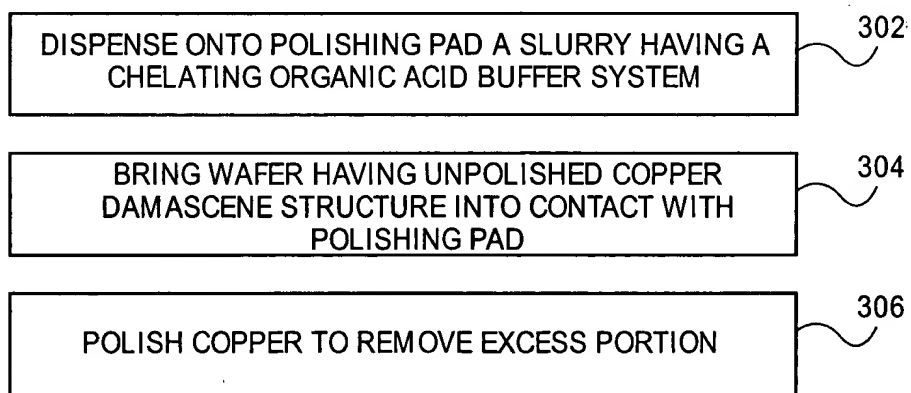 DISPENSE ONTO POLISHING PAD A SLURRY HAVING A
CHELATING ORGANIC ACID BUFFER SYSTEM
302
BRING WAFER HAVING UNPOLISHED COPPER
DAMASCENE STRUCTURE INTO CONTACT WITH
POLISHING PAD
304
POLISH COPPER TO REMOVE EXCESS PORTION
306